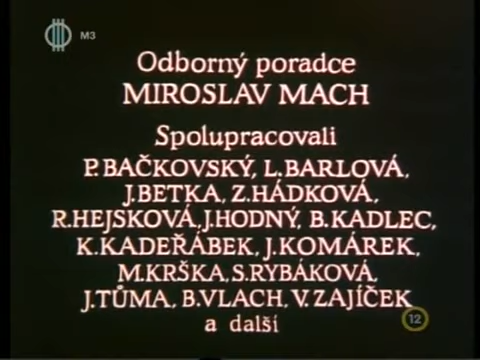 M3
Odborný poradce
MIROSLAV MACH
Spolupracovali
P. BAČKOVSKÝ, L. BARLOVÁ,
J. BETKA, Z. HÁDKOVÁ,
R. HEJSKOVÁ, J. HODNÝ, B. KADLEC,
K. KADEŘÁBEK, J. KOMÁREK,
M. KRŠKA, S. RYBÁKOVÁ,
J. TŮMA, B. VLACH, V. ZAJÍČEK
12
a další